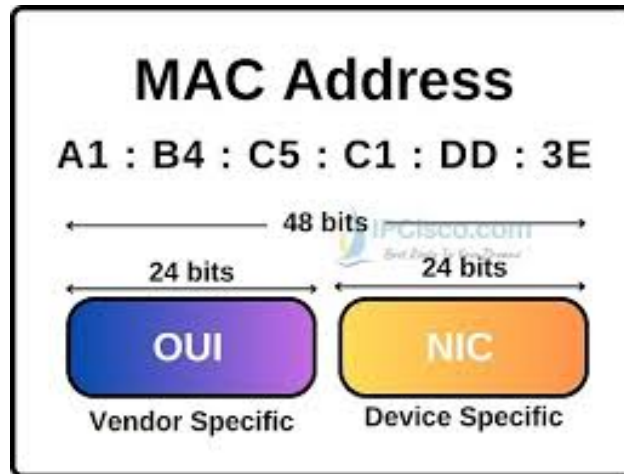 MAC Address
A1 : B4 : C5 : C1 : DD : 3E
48 bits
IPCisco.com
24 bits
24 bits
OUI
NIC
Vendor Specific
Device Specific